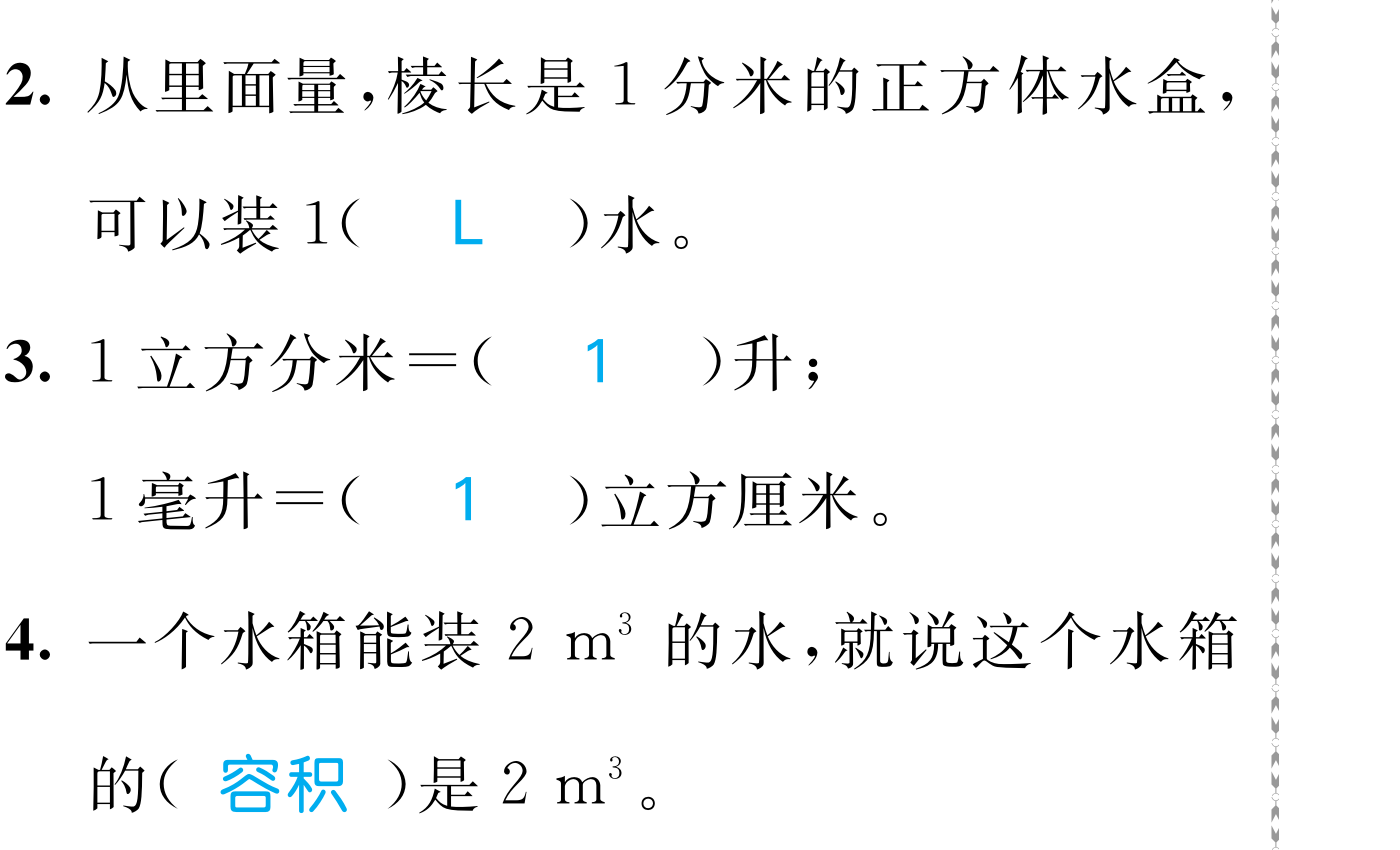 2. 从里面量,棱长是 1 分米的正方体水盒,
可以装 1( L )水。
3. 1 立方分米=( 1 )升;
1 毫升=( 1 )立方厘米。
4. 一个水箱能装 2 m³ 的水,就说这个水箱
的( 容积 )是 2 m³。